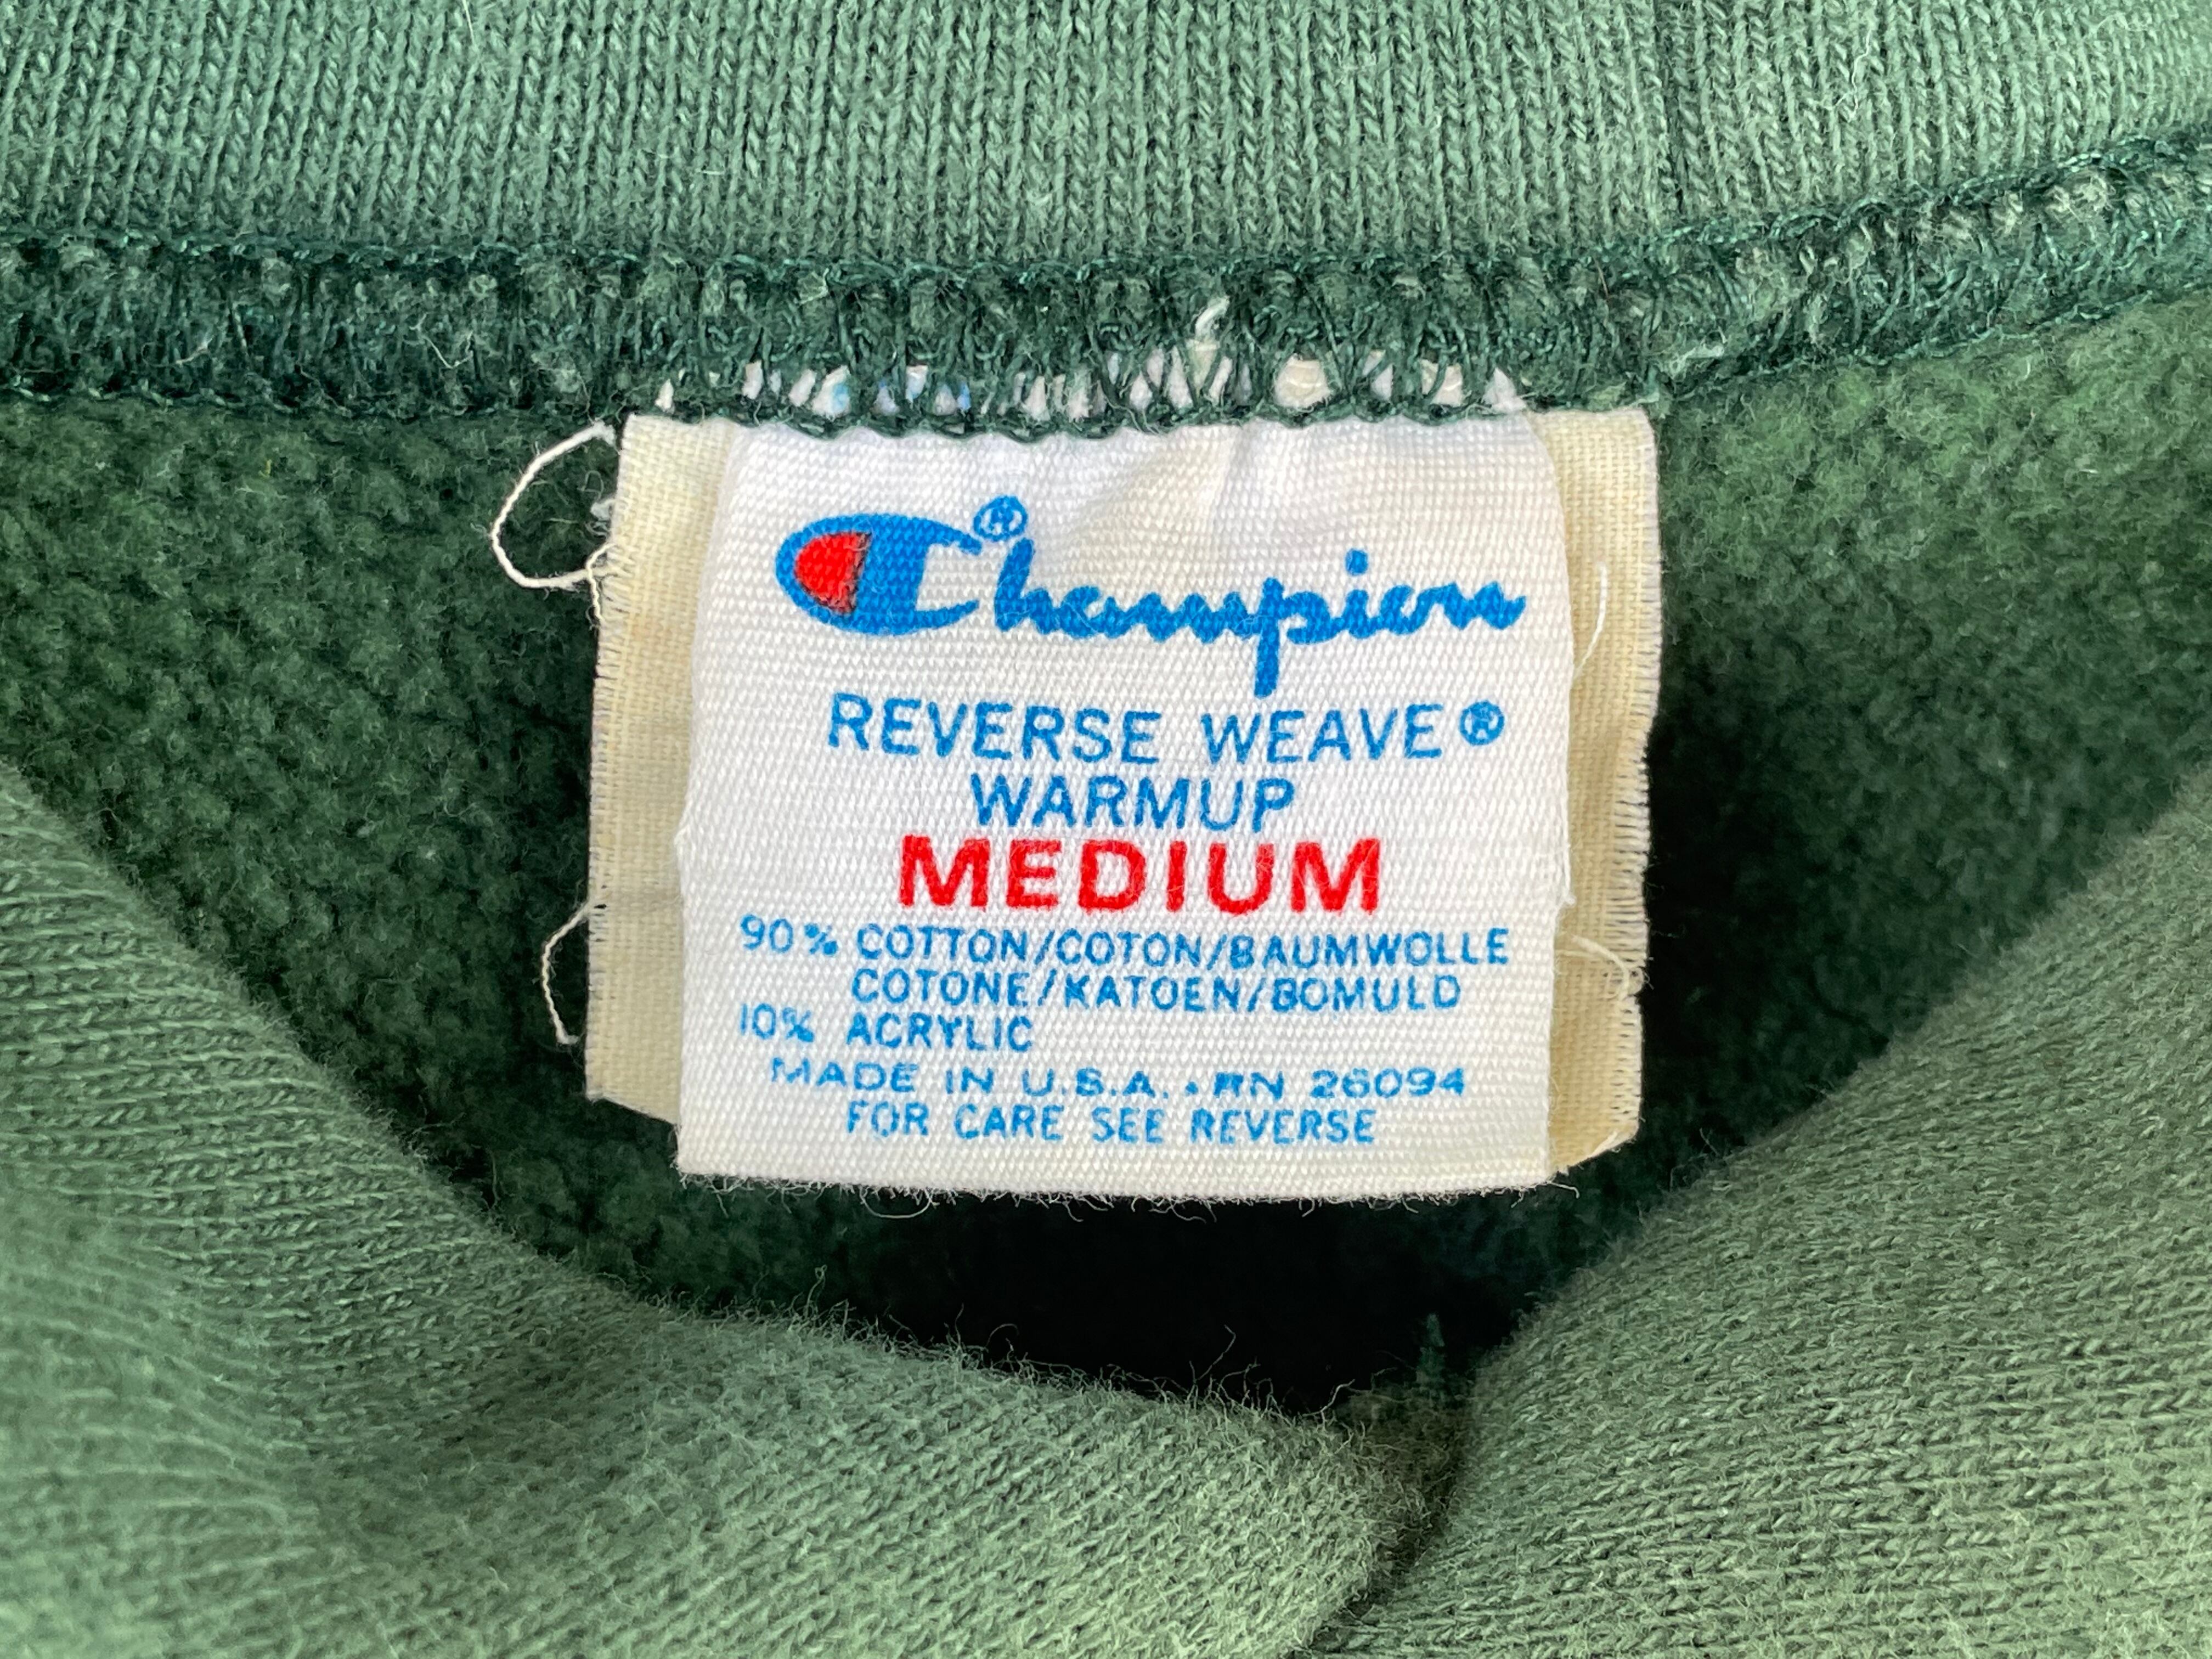 Champion®
REVERSE WEAVE®
WARMUP
MEDIUM
90% COTTON/COTON/BAUMWOLLE
COTONE/KATOEN/BOMULD
10% ACRYLIC
MADE IN U.S.A. • RN 26094
FOR CARE SEE REVERSE